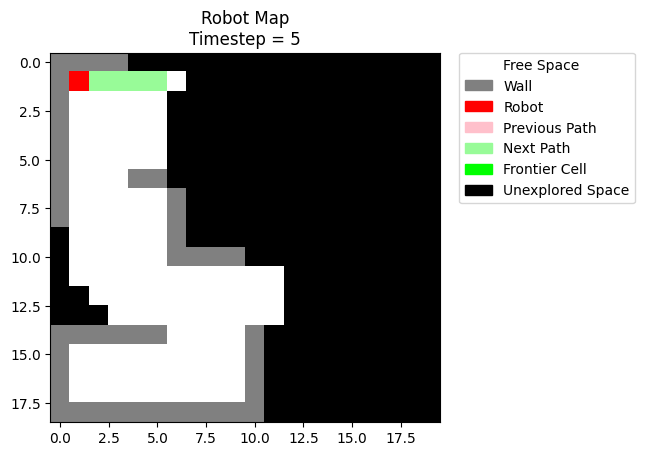 Robot Map
Timestep = 5
Free Space
Wall
Robot
Previous Path
Next Path
Frontier Cell
Unexplored Space
0.0
2.5
5.0
7.5
10.0
12.5
15.0
17.5
0.0 2.5 5.0 7.5 10.0 12.5 15.0 17.5